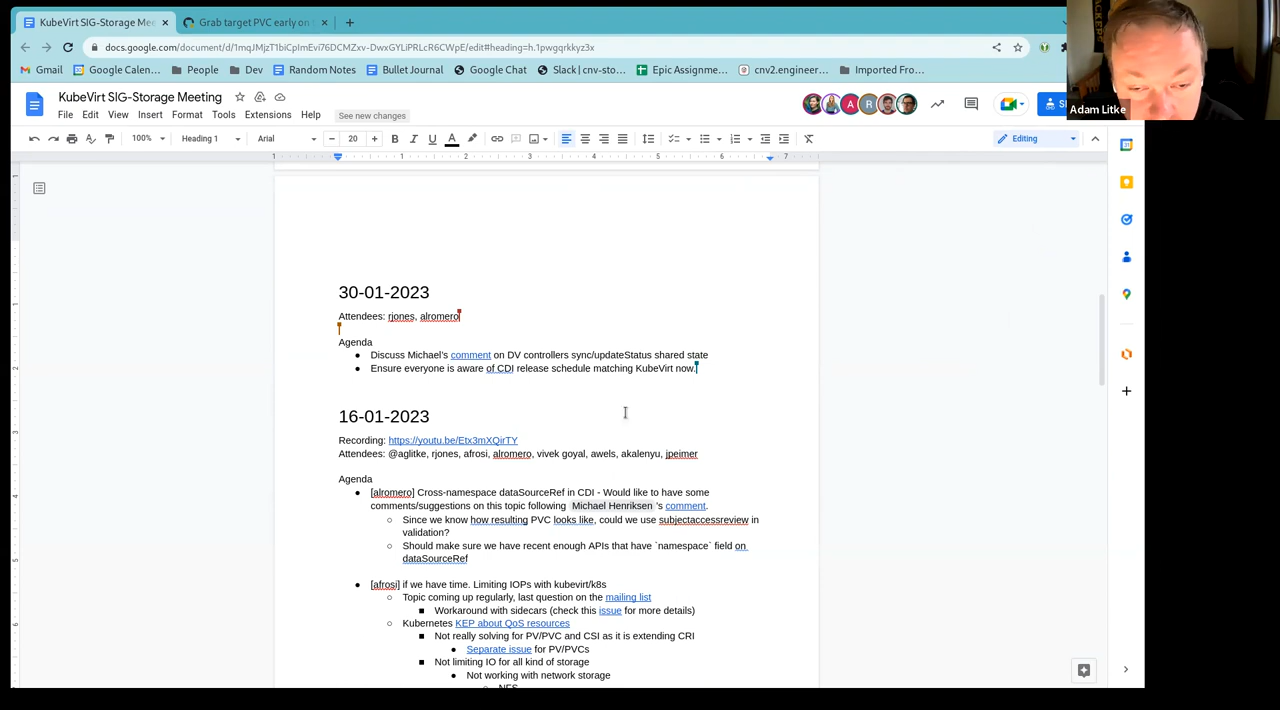 KubeVirt SIG-Storage Mee
Grab target PVC early on
docs.google.com/document/d/1mqJMjzT1biCpImEvi76DCMZxv-DwxGYLiPRLcR6CWpE/edit#heading=h.1pwgqrkkyz3x
Gmail
Google Calen...
People
Dev
Random Notes
Bullet Journal
Google Chat
Slack | cnv-sto...
Epic Assignme...
cnv2.engineer...
Imported Fro...
Adam Litke
KubeVirt SIG-Storage Meeting
File Edit View Insert Format Tools Extensions Help
See new changes
100% Heading 1 Arial 20 Editing
30-01-2023
Attendees: rjones, alromero
Agenda
Discuss Michael's comment on DV controllers sync/updateStatus shared state
Ensure everyone is aware of CDI release schedule matching KubeVirt now.
16-01-2023
Recording: https://youtu.be/Etx3mXQirTY
Attendees: @aglitke, rjones, afrosi, alromero, vivek goyal, awels, akalenyu, jpeimer
Agenda
[alromero] Cross-namespace dataSourceRef in CDI - Would like to have some
comments/suggestions on this topic following Michael Henriksen 's comment.
Since we know how resulting PVC looks like, could we use subjectaccessreview in
validation?
Should make sure we have recent enough APIs that have `namespace` field on
dataSourceRef
[afrosi] if we have time. Limiting IOPs with kubevirt/k8s
Topic coming up regularly, last question on the mailing list
Workaround with sidecars (check this issue for more details)
Kubernetes KEP about QoS resources
Not really solving for PV/PVC and CSI as it is extending CRI
Separate issue for PV/PVCs
Not limiting IO for all kind of storage
Not working with network storage
NFS